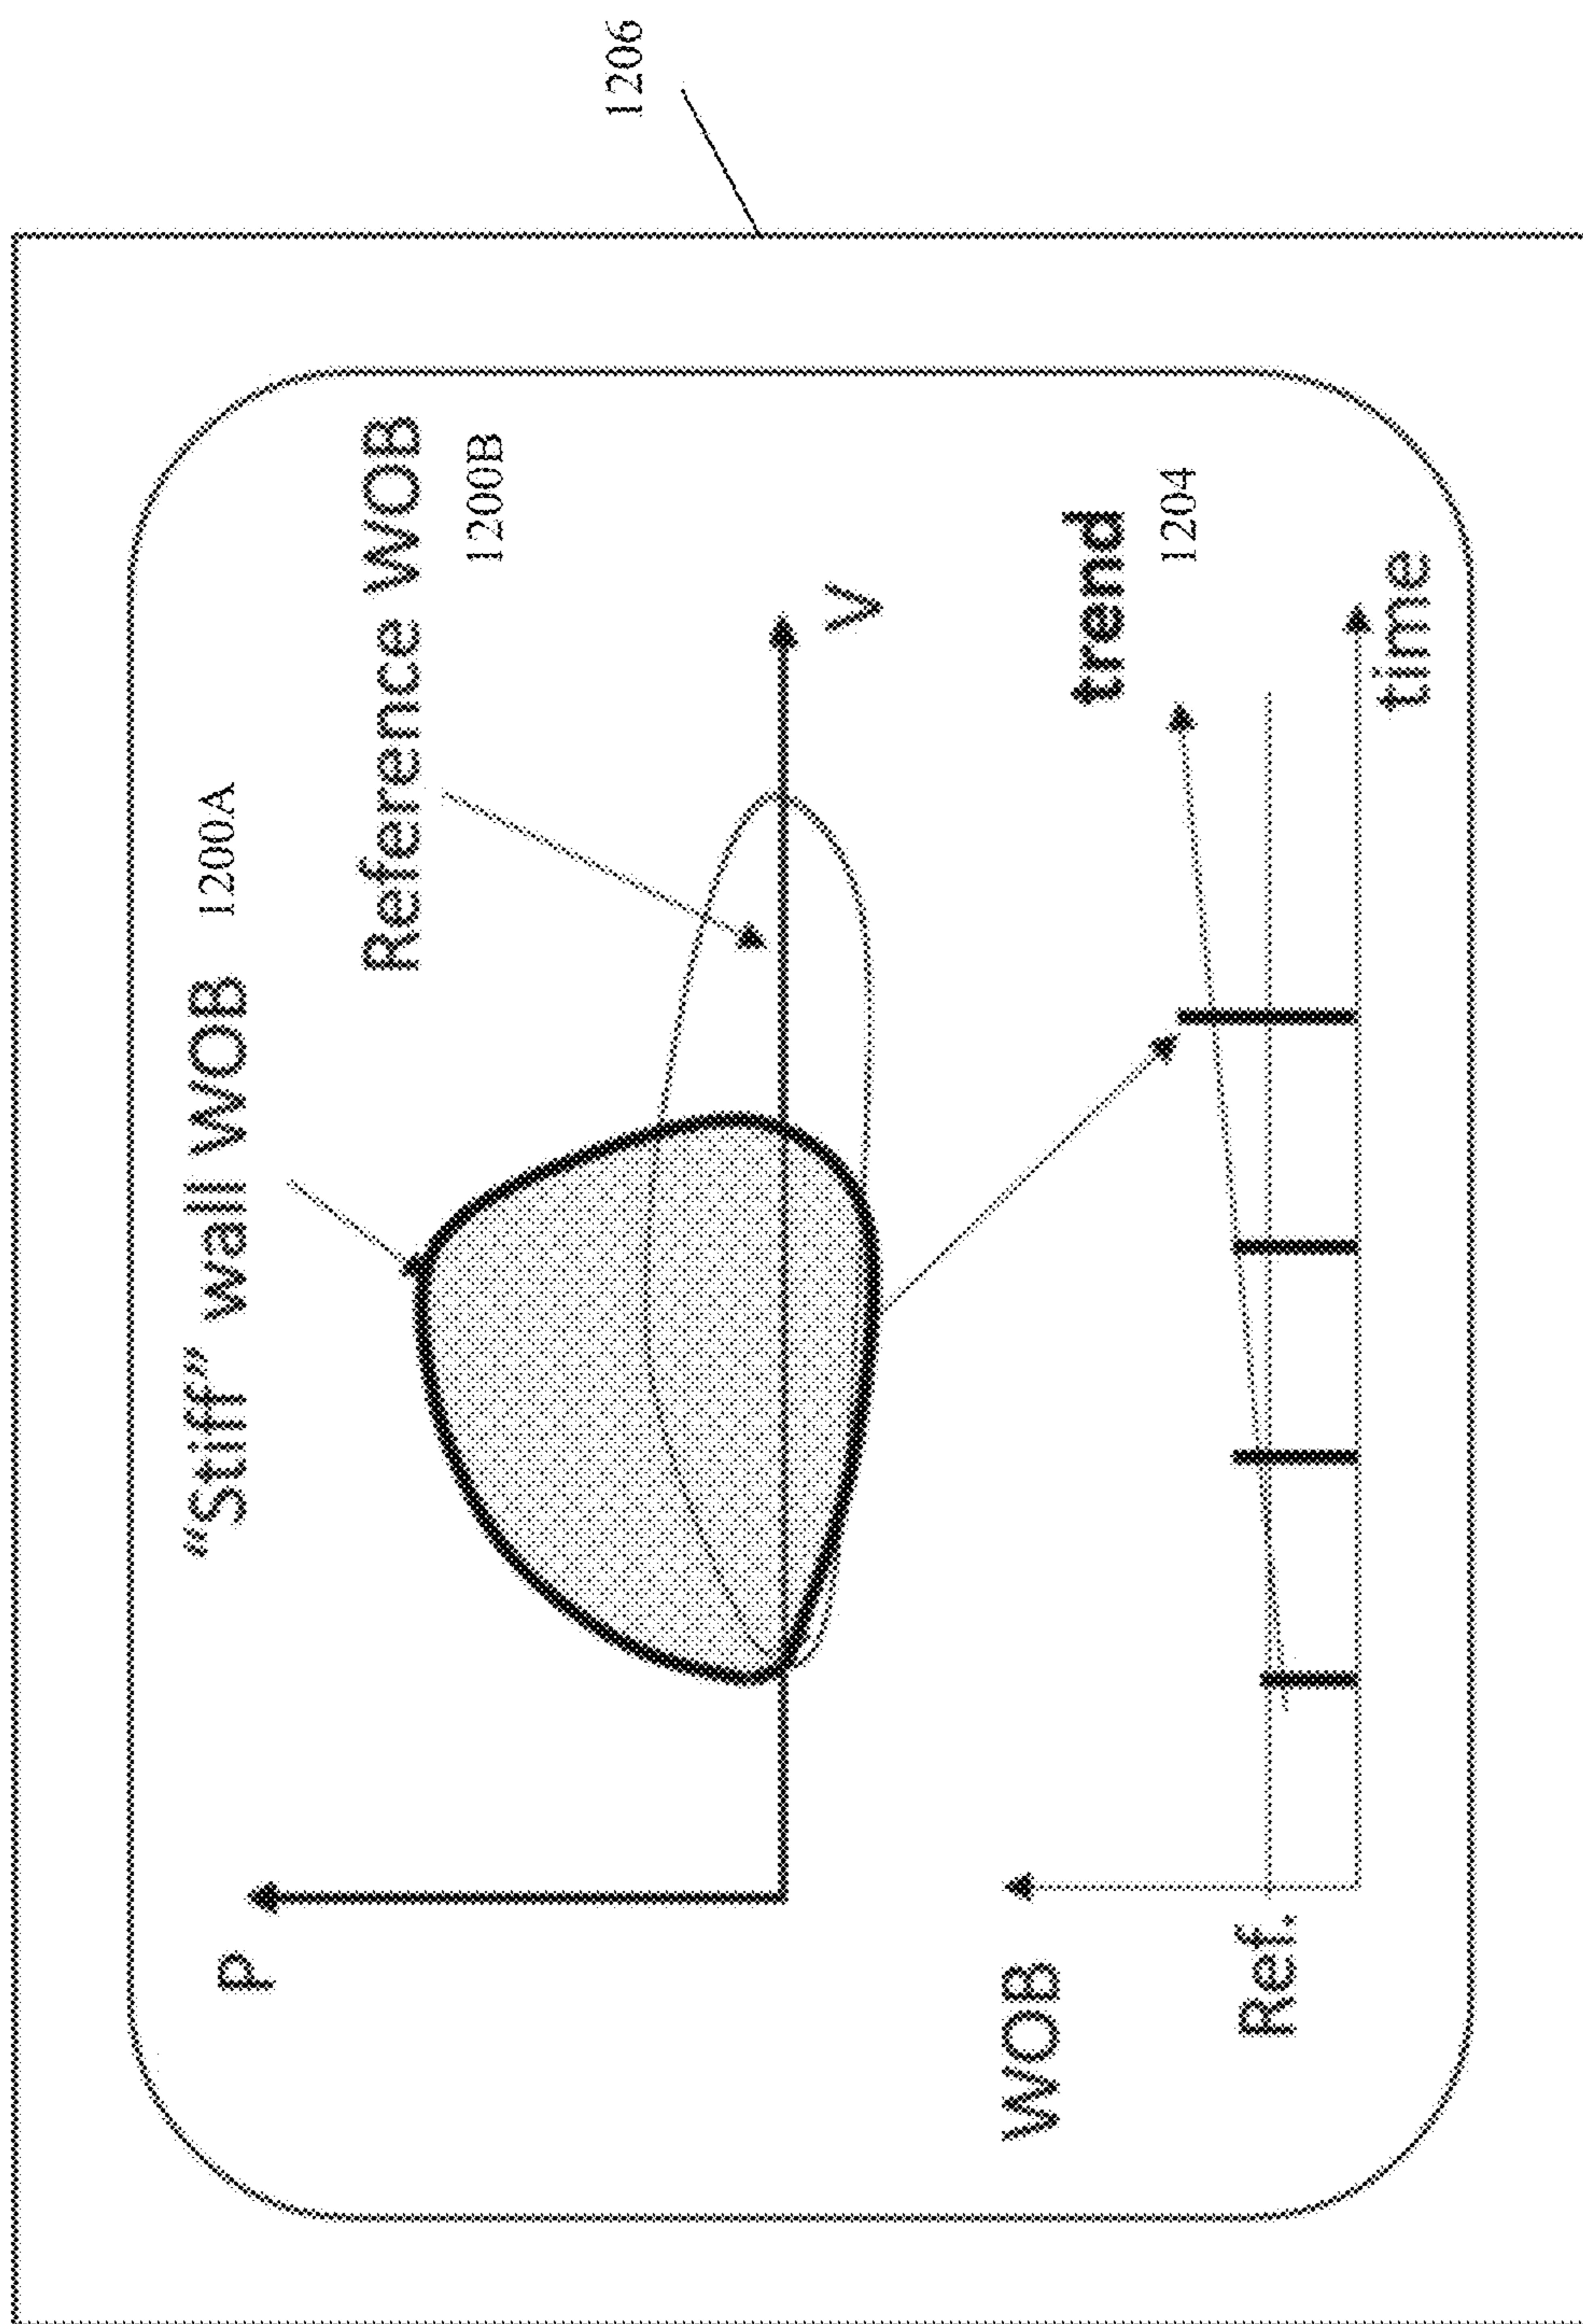 1206
"Stiff" wall WOB 1200A
P
Reference WOB
1200B
V
WOB
trend
1204
Ref.
time